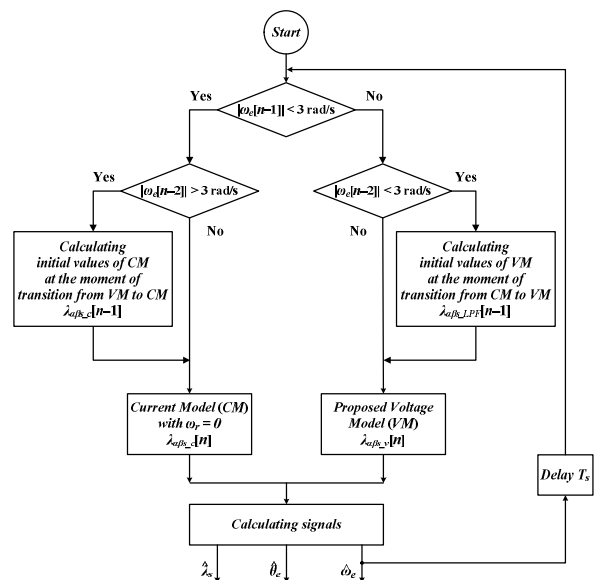 Start
Yes
No
|ωe[n–1]| < 3 rad/s
Yes
|ωe[n–2]| > 3 rad/s
No
|ωe[n–2]| < 3 rad/s
Yes
No
Calculating
initial values of CM
at the moment of
transition from VM to CM
λαβs_c[n–1]
Calculating
initial values of VM
at the moment of
transition from CM to VM
λαβs_LPF[n–1]
Current Model (CM)
with ωr = 0
λαβs_c[n]
Proposed Voltage
Model (VM)
λαβs_v[n]
Delay Ts
Calculating signals
λ̂s
θ̂e
ω̂e